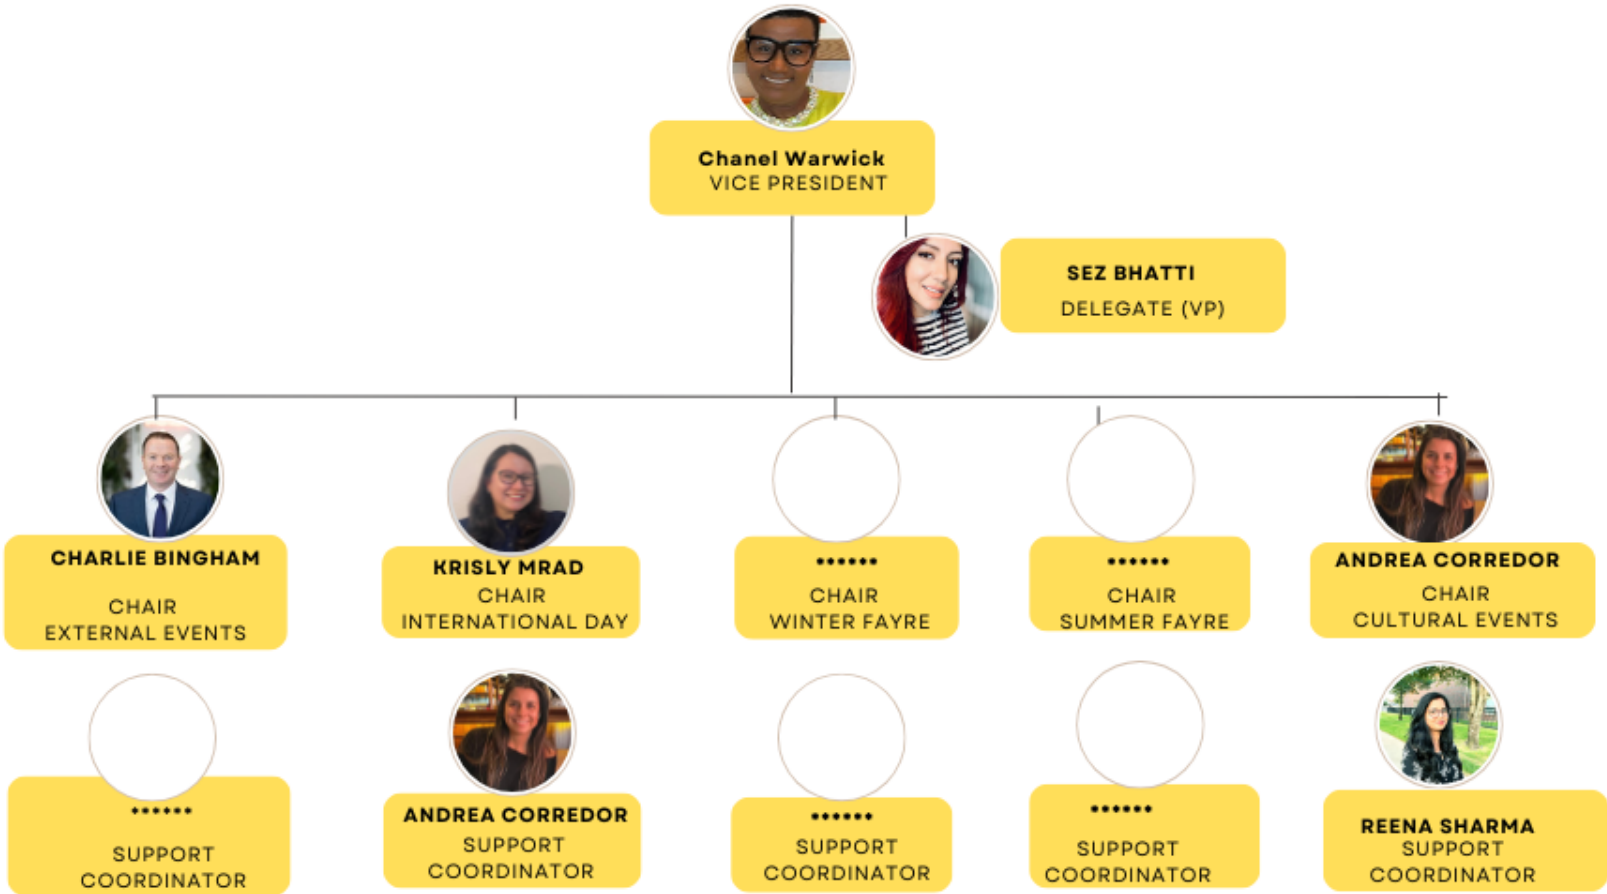 Chanel Warwick
VICE PRESIDENT
SEZ BHATTI
DELEGATE (VP)
CHARLIE BINGHAM
CHAIR
EXTERNAL EVENTS
KRISLY MRAD
CHAIR
INTERNATIONAL DAY
******
CHAIR
WINTER FAYRE
******
CHAIR
SUMMER FAYRE
ANDREA CORREDOR
CHAIR
CULTURAL EVENTS
******
SUPPORT
COORDINATOR
ANDREA CORREDOR
SUPPORT
COORDINATOR
******
SUPPORT
COORDINATOR
******
SUPPORT
COORDINATOR
REENA SHARMA
SUPPORT
COORDINATOR